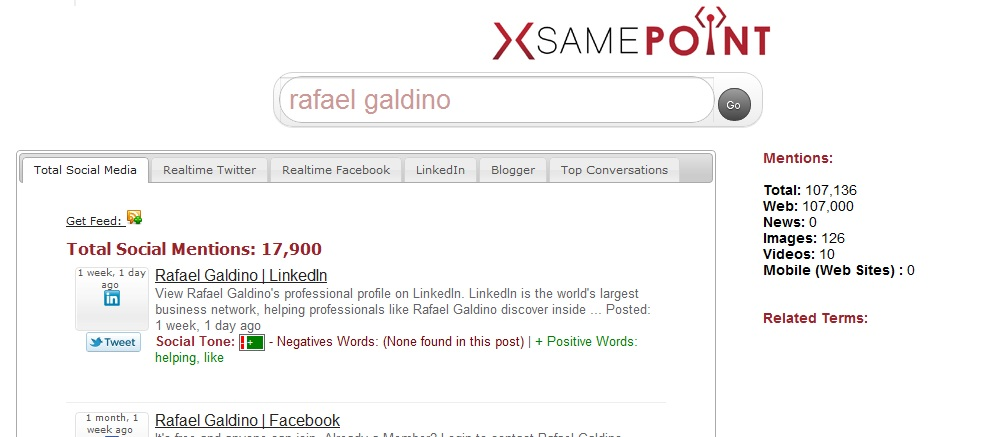 XSAMEPOINT
rafael galdino
Go
Total Social Media
Realtime Twitter
Realtime Facebook
LinkedIn
Blogger
Top Conversations
Get Feed:
Total Social Mentions: 17,900
1 week, 1 day
ago
in
Tweet
Rafael Galdino | LinkedIn
View Rafael Galdino's professional profile on LinkedIn. LinkedIn is the world's largest
business network, helping professionals like Rafael Galdino discover inside ... Posted:
1 week, 1 day ago
Social Tone: - + - Negatives Words: (None found in this post) | + Positive Words:
helping, like
1 month, 1
week ago
Rafael Galdino | Facebook
It's free and anyone can join. Already a Member? Login to contact Rafael Galdino
Mentions:
Total: 107,136
Web: 107,000
News: 0
Images: 126
Videos: 10
Mobile (Web Sites) : 0
Related Terms: